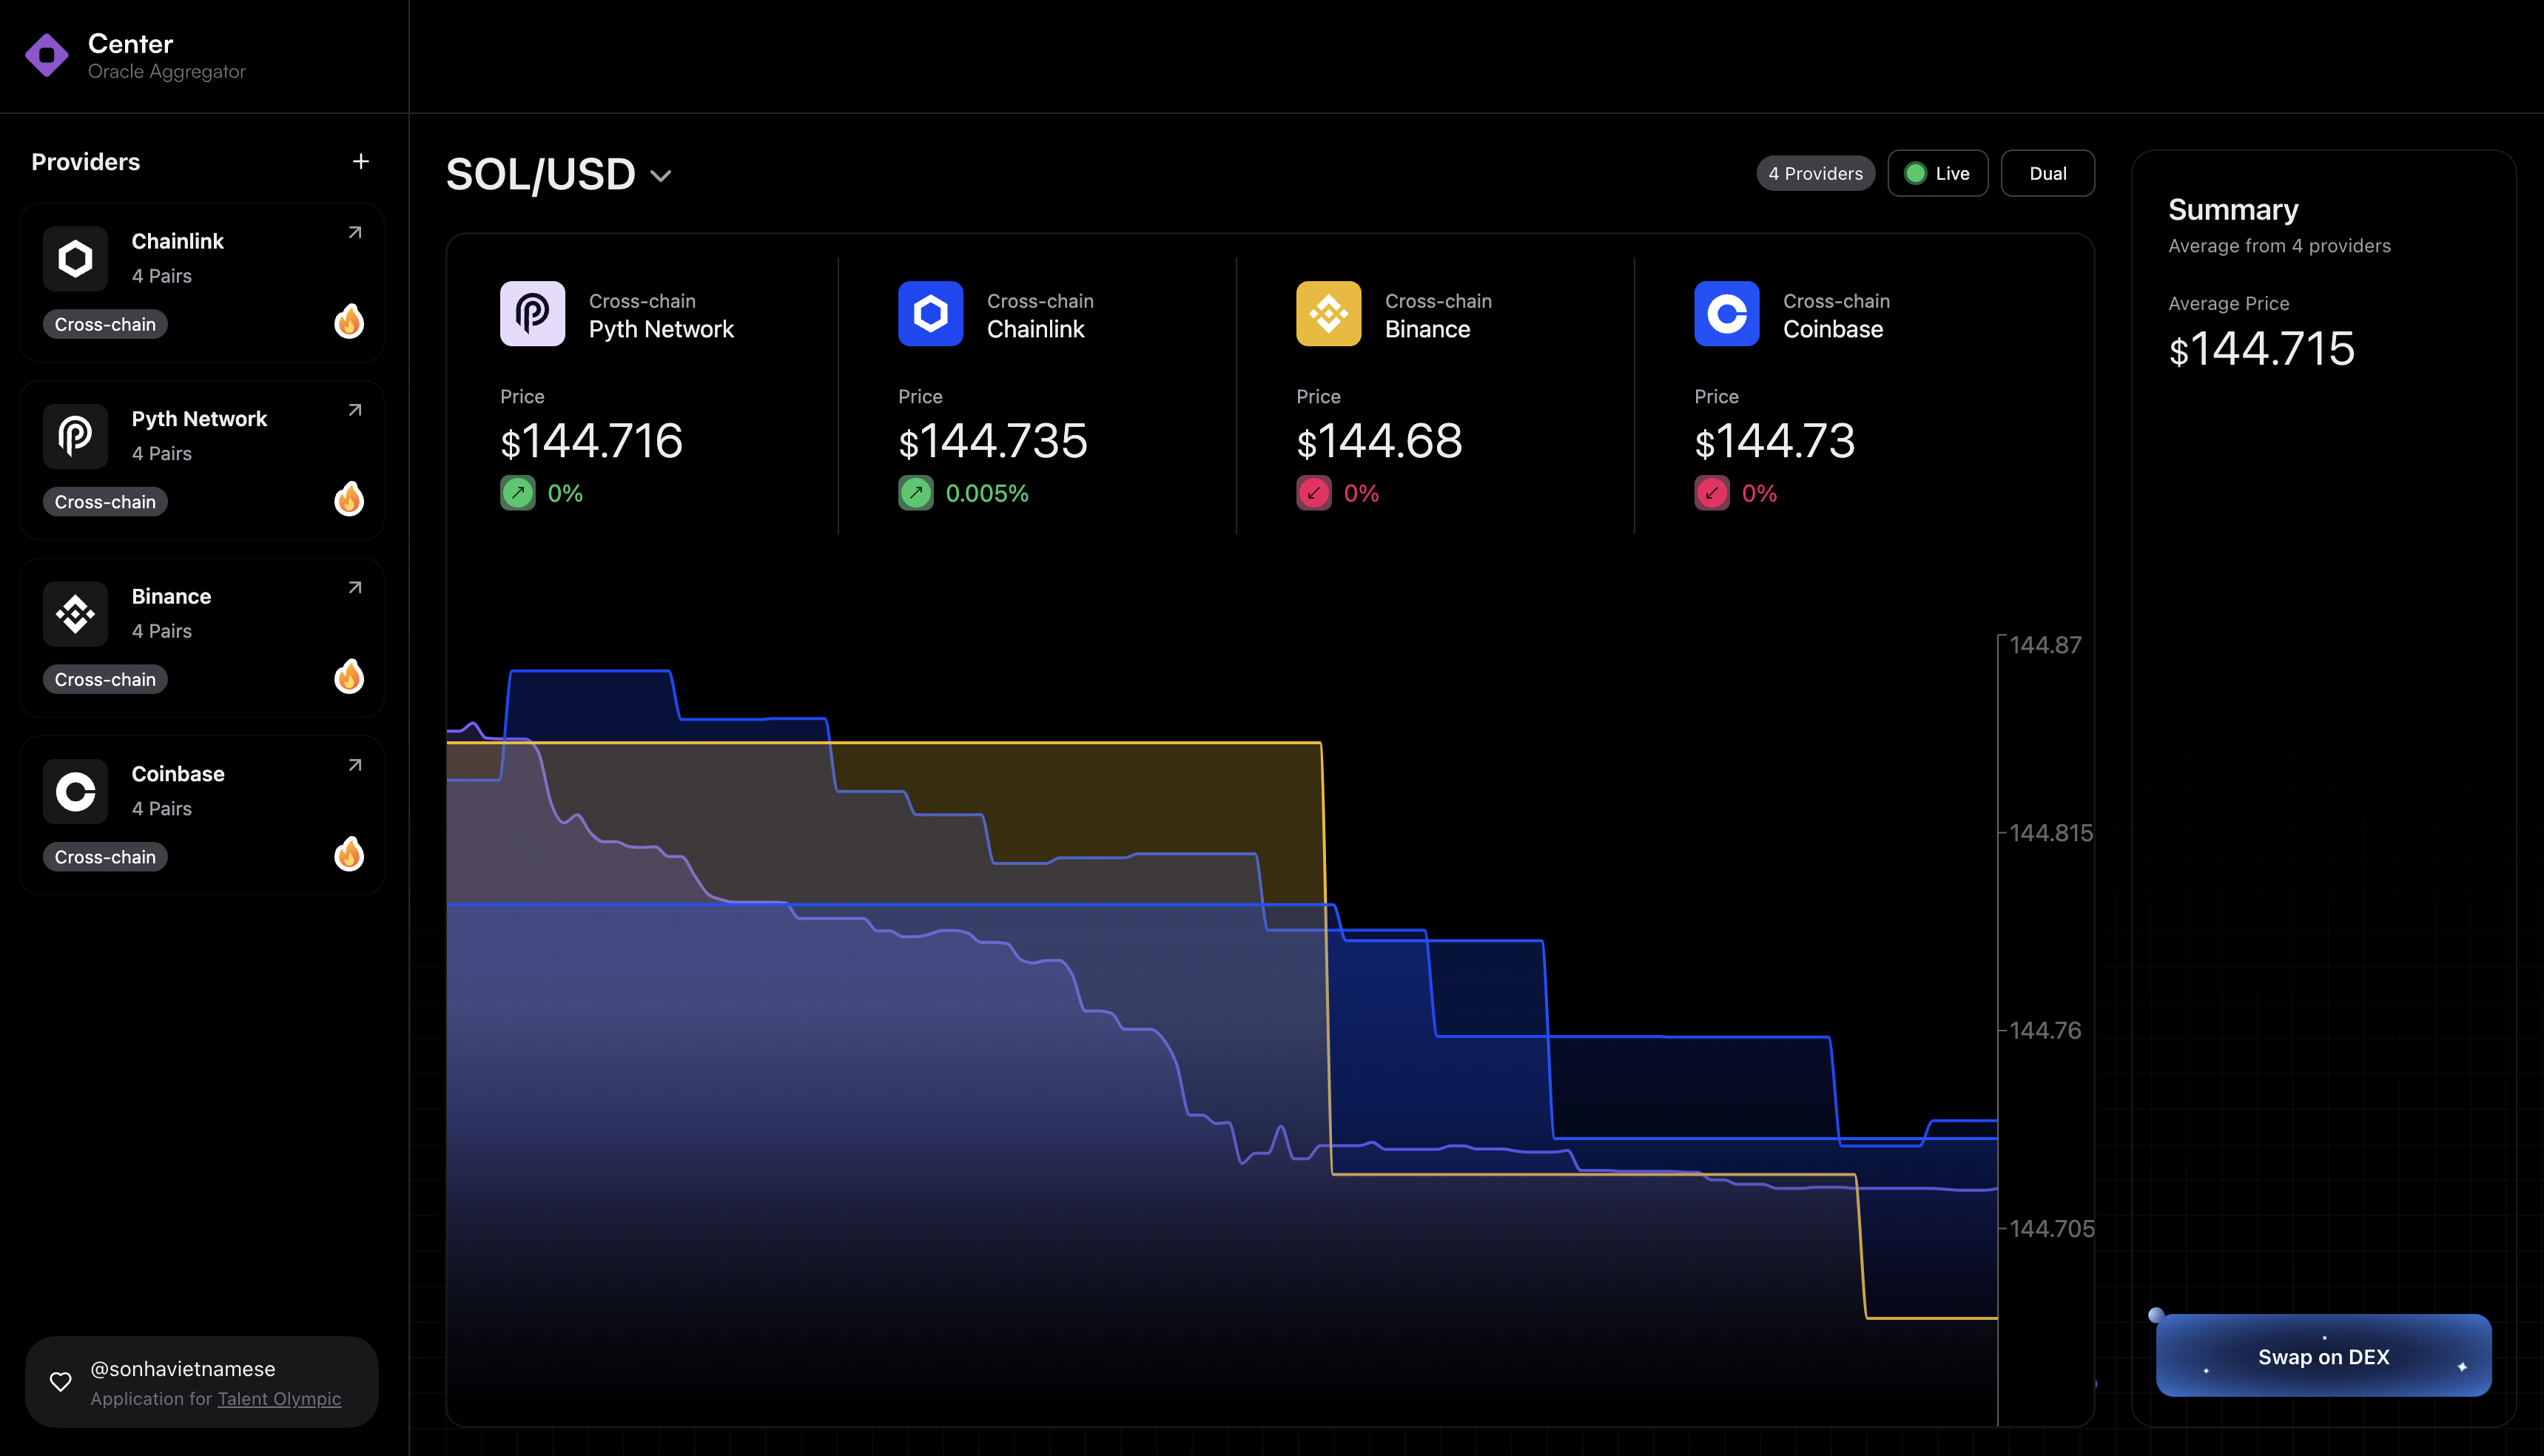 Center
Oracle Aggregator
Providers
Chainlink
4 Pairs
Cross-chain
Pyth Network
4 Pairs
Cross-chain
Binance
4 Pairs
Cross-chain
Coinbase
4 Pairs
Cross-chain
@sonhavietnamese
Application for Talent Olympic
SOL/USD
4 Providers
Live
Dual
Cross-chain
Pyth Network
Price
$144.716
0%
Cross-chain
Chainlink
Price
$144.735
0.005%
Cross-chain
Binance
Price
$144.68
0%
Cross-chain
Coinbase
Price
$144.73
0%
144.87
144.815
144.76
144.705
Summary
Average from 4 providers
Average Price
$144.715
Swap on DEX